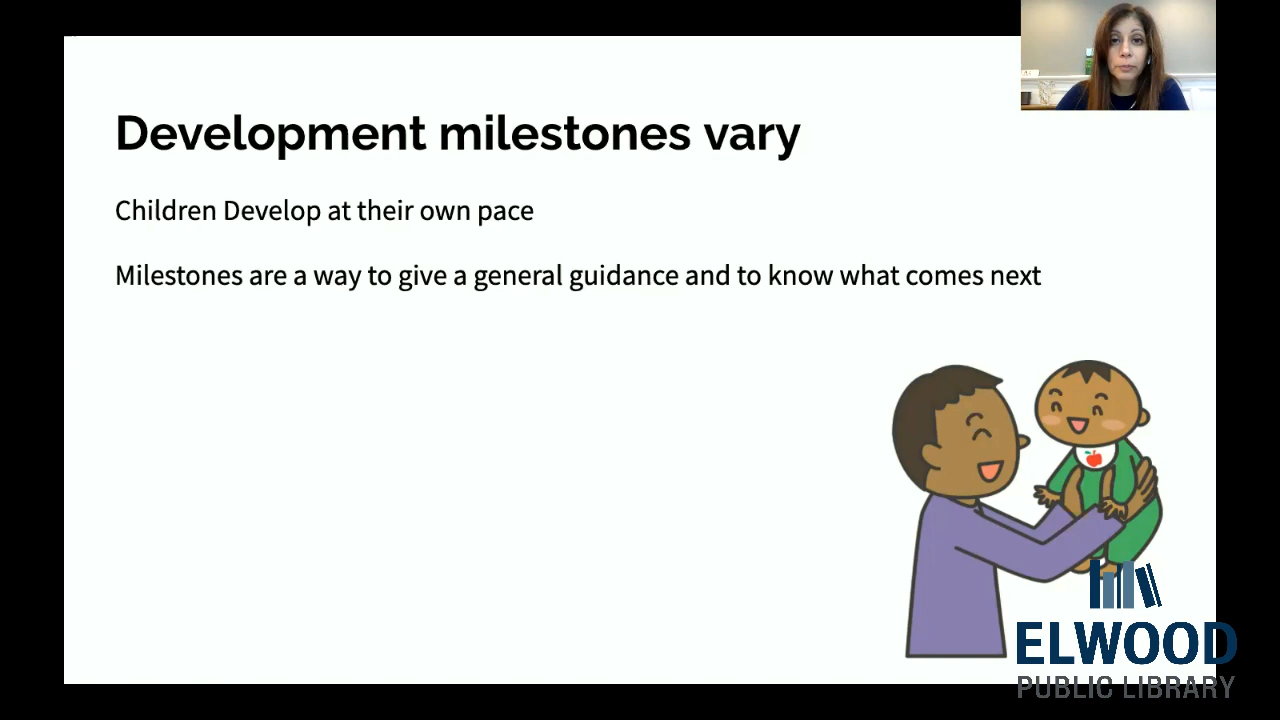 Development milestones vary
Children Develop at their own pace
Milestones are a way to give a general guidance and to know what comes next
ELWOOD
PUBLIC LIBRARY